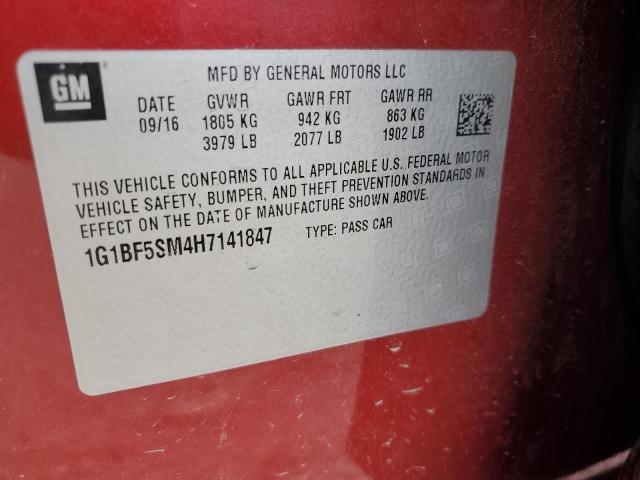 GM
MFD BY GENERAL MOTORS LLC
DATE GVWR GAWR FRT GAWR RR
09/16 1805 KG 942 KG 863 KG
3979 LB 2077 LB 1902 LB
THIS VEHICLE CONFORMS TO ALL APPLICABLE U.S. FEDERAL MOTOR
VEHICLE SAFETY, BUMPER, AND THEFT PREVENTION STANDARDS IN
EFFECT ON THE DATE OF MANUFACTURE SHOWN ABOVE.
1G1BF5SM4H7141847 TYPE: PASS CAR